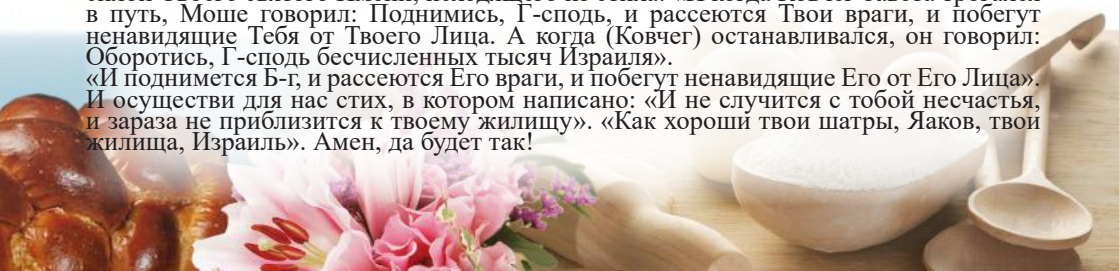 в путь, Моше говорил: Поднимись, Г-сподь, и рассеются Твои враги, и побегут
ненавидящие Тебя от Твоего Лица. А когда (Ковчег) останавливался, он говорил:
Оборотись, Г-сподь бесчисленных тысяч Израиля».
«И поднимется Б-г, и рассеются Его враги, и побегут ненавидящие Его от Его Лица».
И осуществи для нас стих, в котором написано: «И не случится с тобой несчастья,
и зараза не приблизится к твоему жилищу». «Как хороши твои шатры, Яаков, твои
жилища, Израиль». Амен, да будет так!